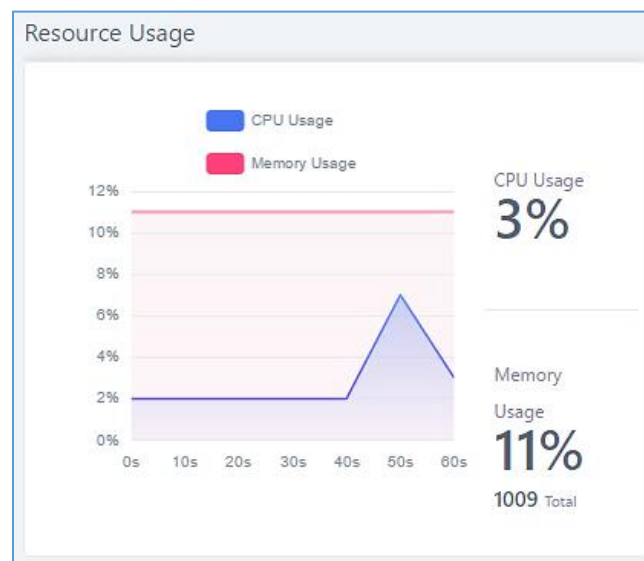 Resource Usage
CPU Usage
Memory Usage
12%
10%
8%
6%
4%
2%
0%
0s 10s 20s 30s 40s 50s 60s
CPU Usage
3%
Memory
Usage
11%
1009 Total